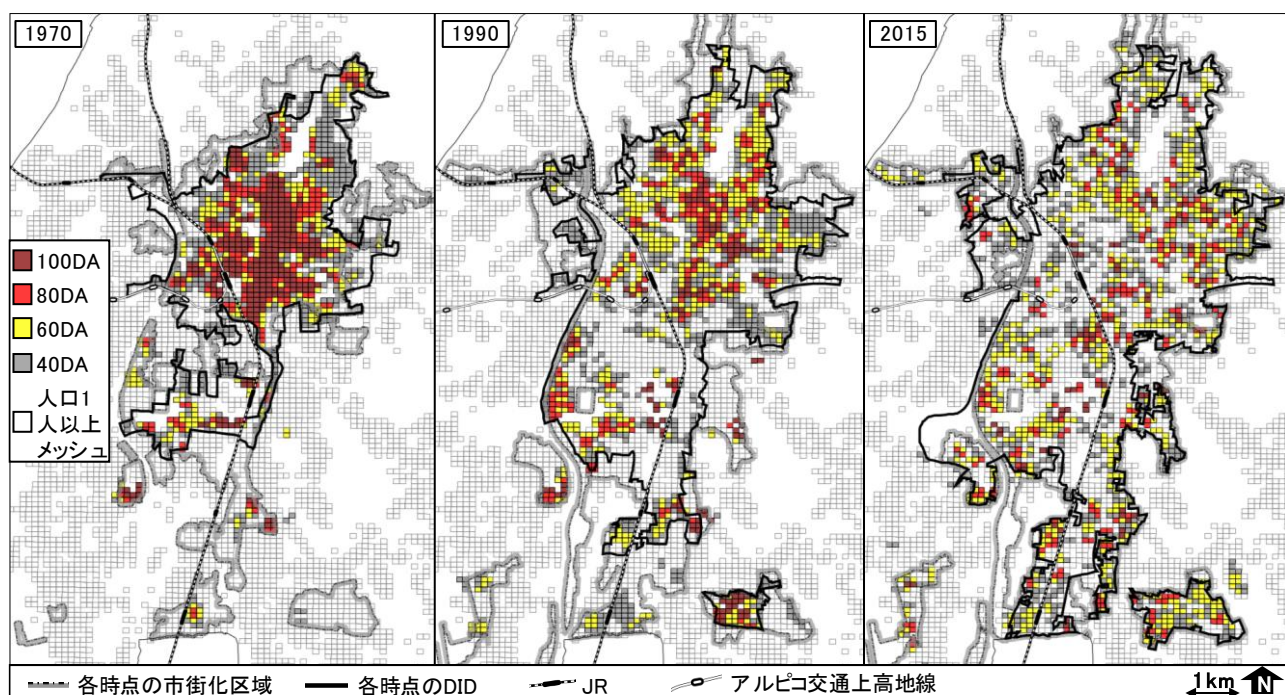 1970
1990
2015
100DA
80DA
60DA
40DA
人口1
人以上
メッシュ
各時点の市街化区域
各時点のDID
JR
アルピコ交通上高地線
1km
N